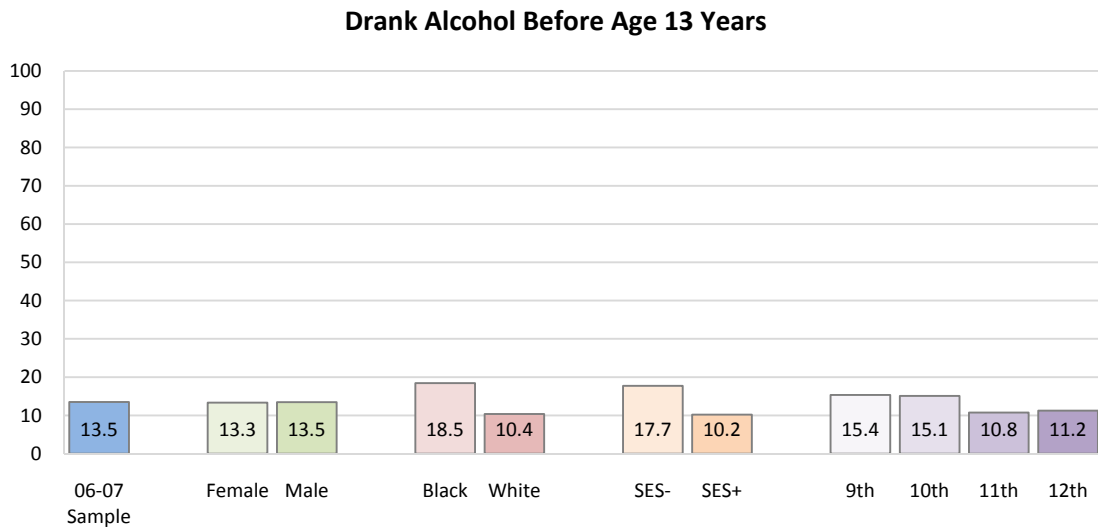 Drank Alcohol Before Age 13 Years
100
90
80
70
60
50
40
30
20
10
0
13.5
13.3
13.5
18.5
10.4
17.7
10.2
15.4
15.1
10.8
11.2
06-07
Sample
Female
Male
Black
White
SES-
SES+
9th
10th
11th
12th